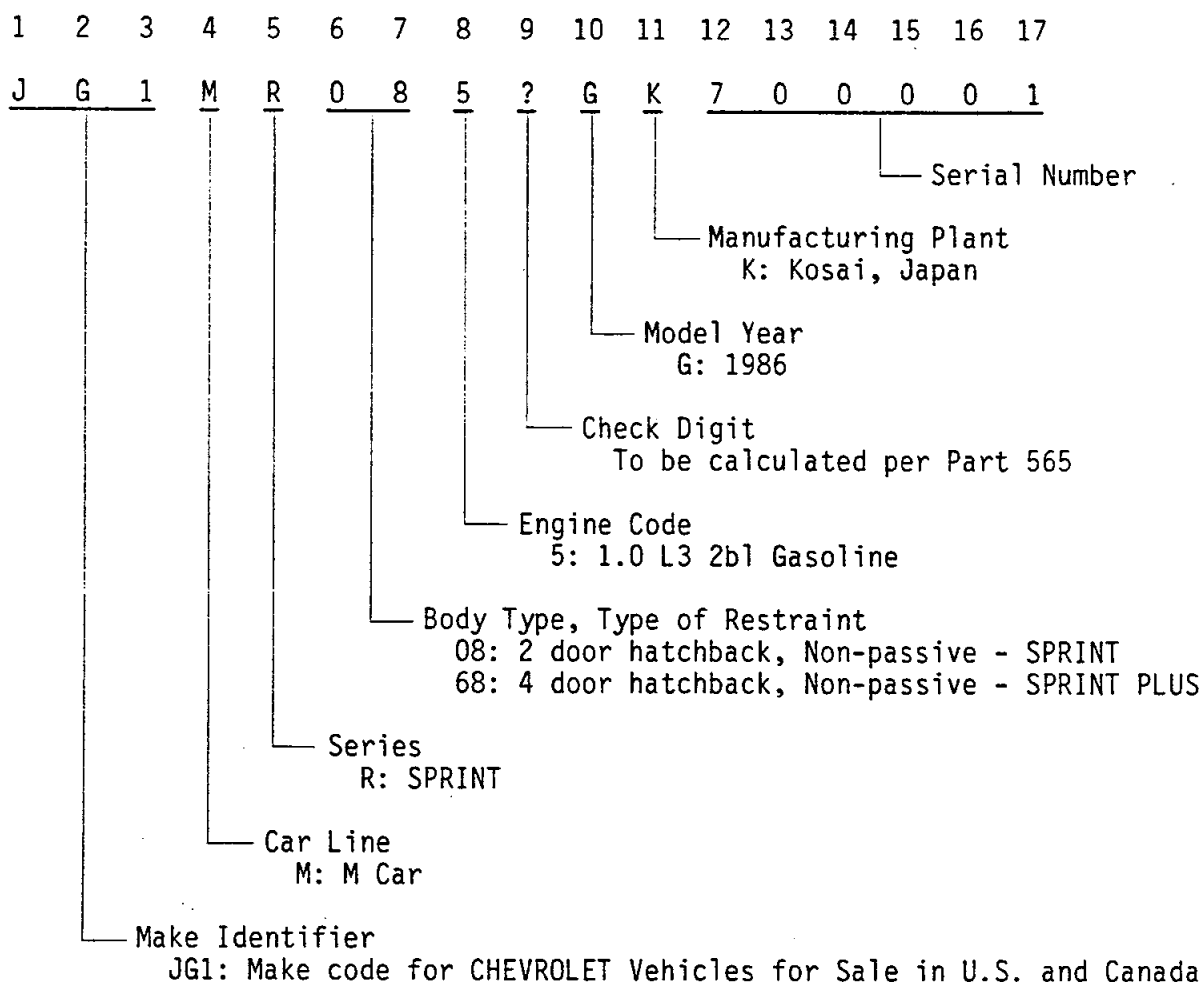 1 2 3 4 5 6 7 8 9 10 11 12 13 14 15 16 17
J G 1 M R 0 8 5 ? G K 7 0 0 0 0 1
Serial Number
Manufacturing Plant
K: Kosai, Japan
Model Year
G: 1986
Check Digit
To be calculated per Part 565
Engine Code
5: 1.0 L3 2bl Gasoline
Body Type, Type of Restraint
08: 2 door hatchback, Non-passive - SPRINT
68: 4 door hatchback, Non-passive - SPRINT PLUS
Series
R: SPRINT
Car Line
M: M Car
Make Identifier
JG1: Make code for CHEVROLET Vehicles for Sale in U.S. and Canada